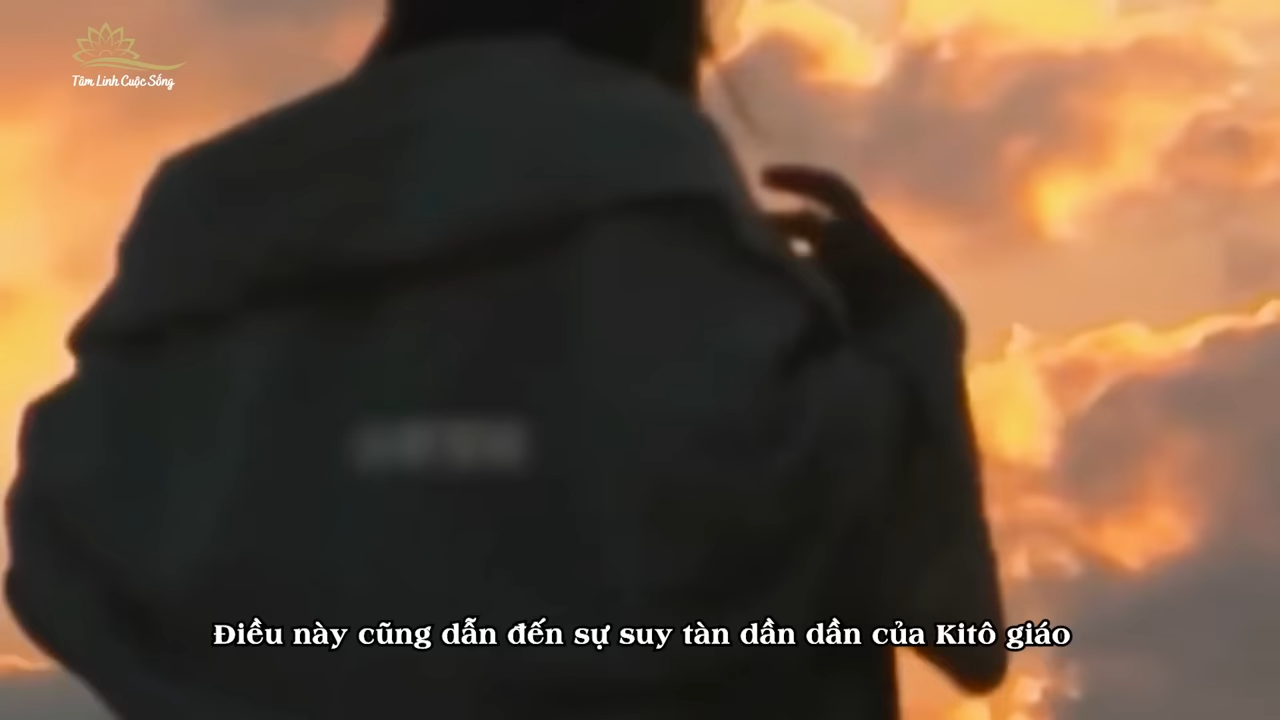 Tâm Linh Cuộc Sống
Điều này cũng dẫn đến sự suy tàn dần dần của Kitô giáo